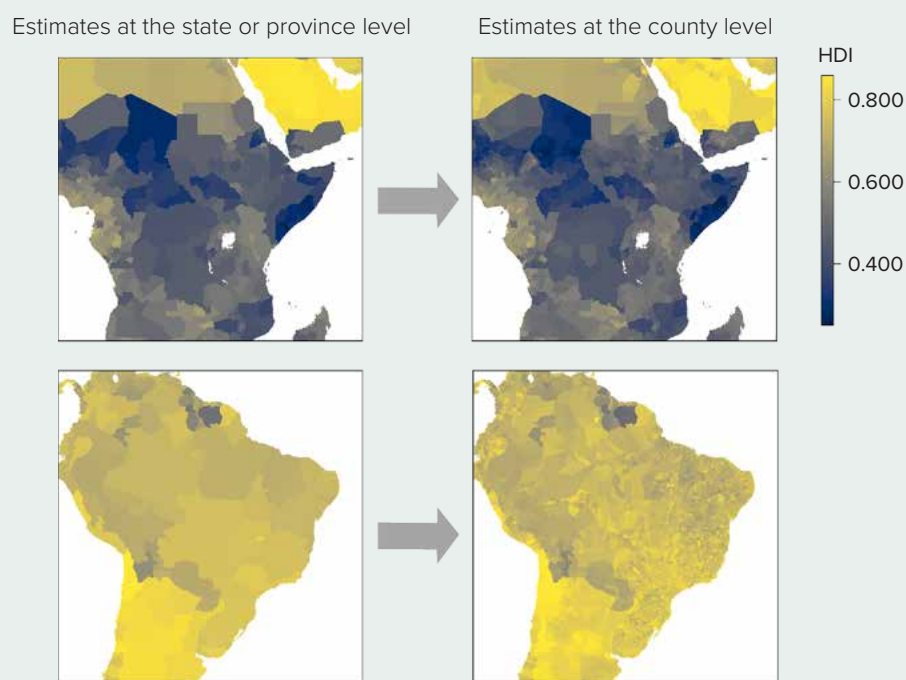 Estimates at the state or province level
Estimates at the county level
HDI
0.800
0.600
0.400